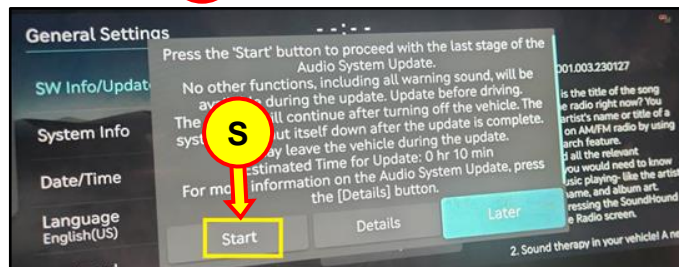 General Settings
--:--
SW Info/Updat
System Info
Date/Time
Language
English(US)
Press the 'Start' button to proceed with the last stage of the
Audio System Update.
No other functions, including all warning sound, will be
during the update. Update before driving.
The will continue after turning off the vehicle. The
itself down after the update is complete.
leave the vehicle during the update.
Time for Update: 0 hr 10 min
For information on the Audio System Update, press
the [Details] button.
S
Start
Details
Later
001.003.230127
is the title of the song
radio right now? You
artist's name or title of a
on AM/FM radio by using
feature.
all the relevant
you would need to know
playing- like the artist
name, and album art.
the SoundHound
Radio screen.
2. Sound therapy in your vehicle! A